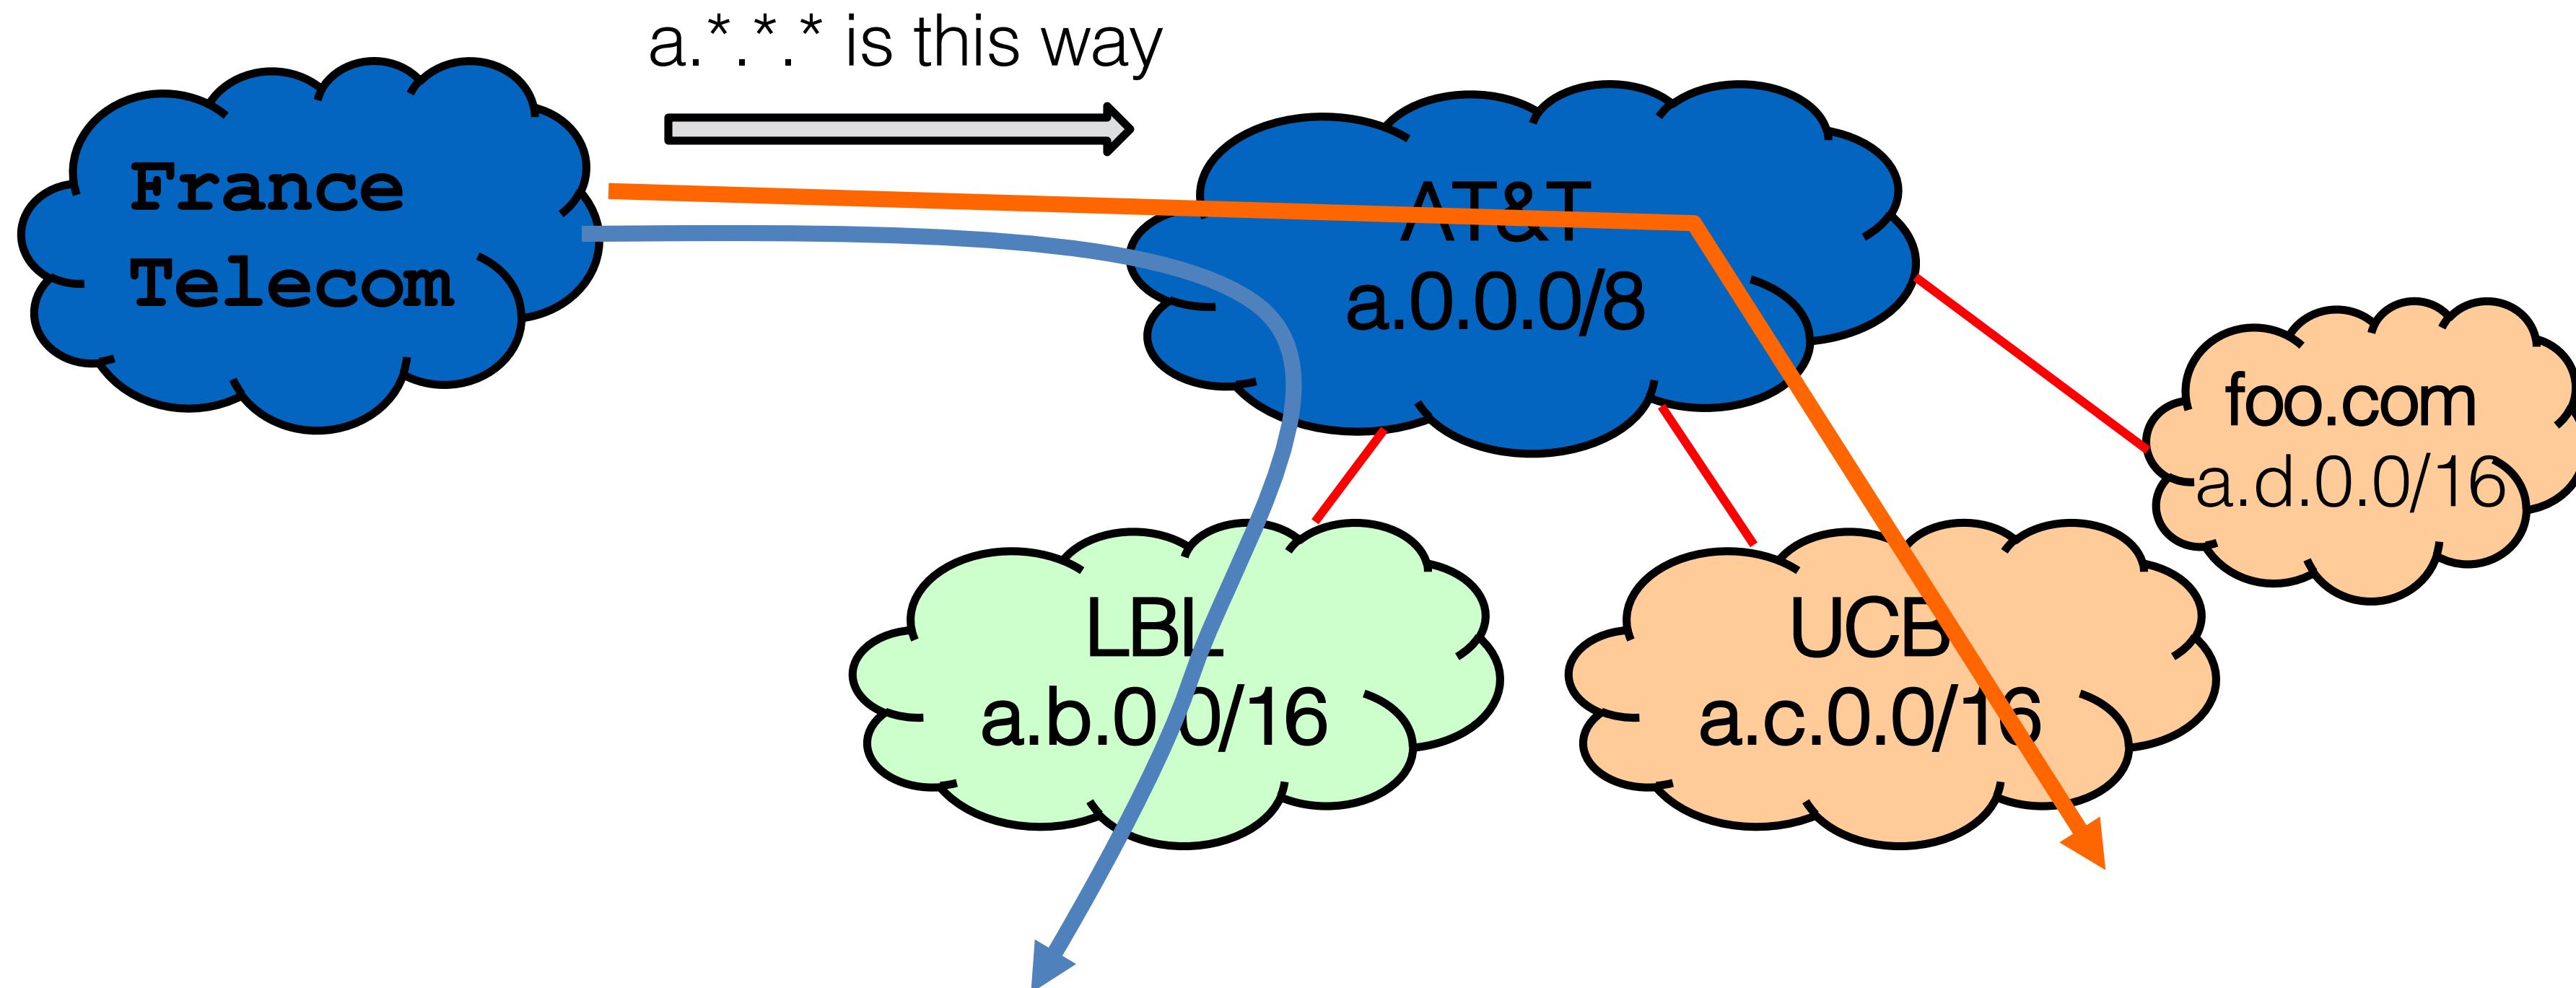 a.*.*.* is this way
France
Telecom
AT&T
a.0.0.0/8
foo.com
a.d.0.0/16
LBL
a.b.0.0/16
UCB
a.c.0.0/16